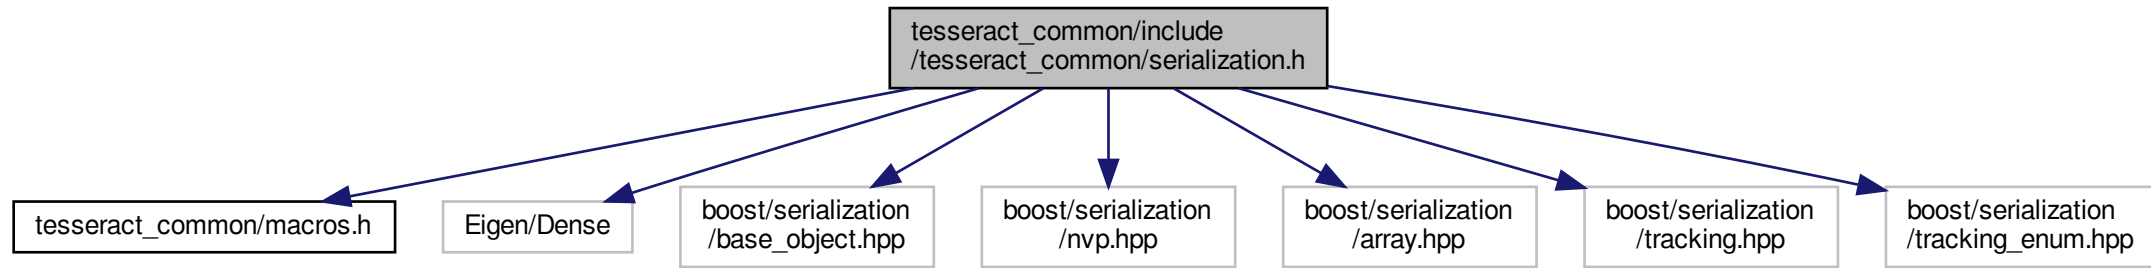 tesseract_common/include
/tesseract_common/serialization.h
tesseract_common/macros.h
Eigen/Dense
boost/serialization
/base_object.hpp
boost/serialization
/nvp.hpp
boost/serialization
/array.hpp
boost/serialization
/tracking.hpp
boost/serialization
/tracking_enum.hpp